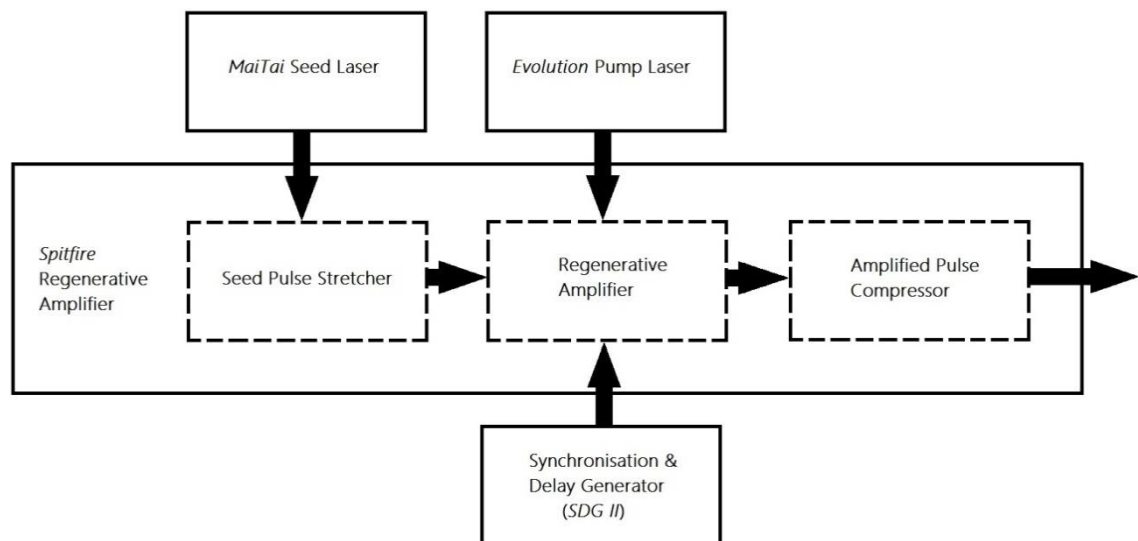 MaiTai Seed Laser
Evolution Pump Laser
Spitfire
Regenerative
Amplifier
Seed Pulse Stretcher
Regenerative
Amplifier
Amplified Pulse
Compressor
Synchronisation &
Delay Generator
(SDG II)